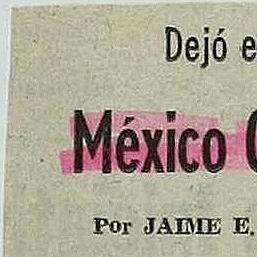 Dejó e
México C
Por JAIME E.